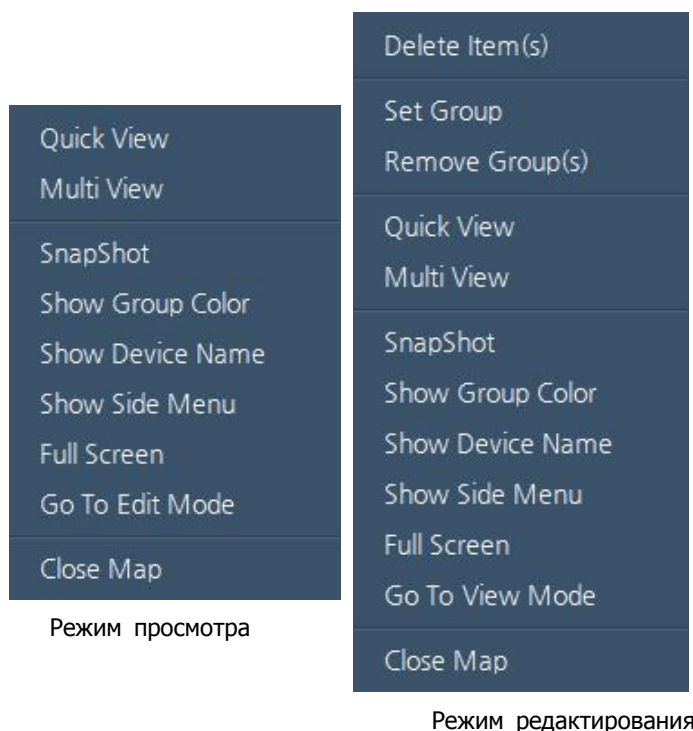 Quick View
Multi View
SnapShot
Show Group Color
Show Device Name
Show Side Menu
Full Screen
Go To Edit Mode
Close Map
Режим просмотра
Delete Item(s)
Set Group
Remove Group(s)
Quick View
Multi View
SnapShot
Show Group Color
Show Device Name
Show Side Menu
Full Screen
Go To View Mode
Close Map
Режим редактирования